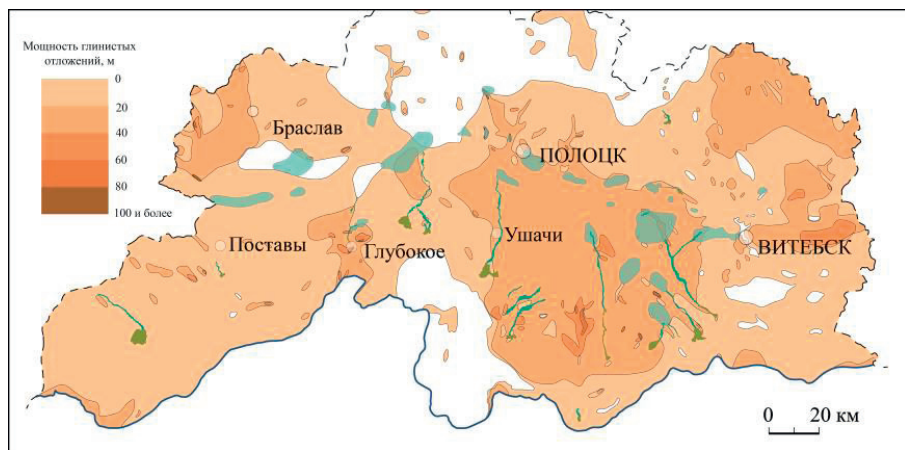 Мощность глинистых
отложений, м
0
20
40
60
80
100 и более
Браслав
ПОЛОЦК
Поставы
Глубокое
Ушачи
ВИТЕБСК
0 20 км